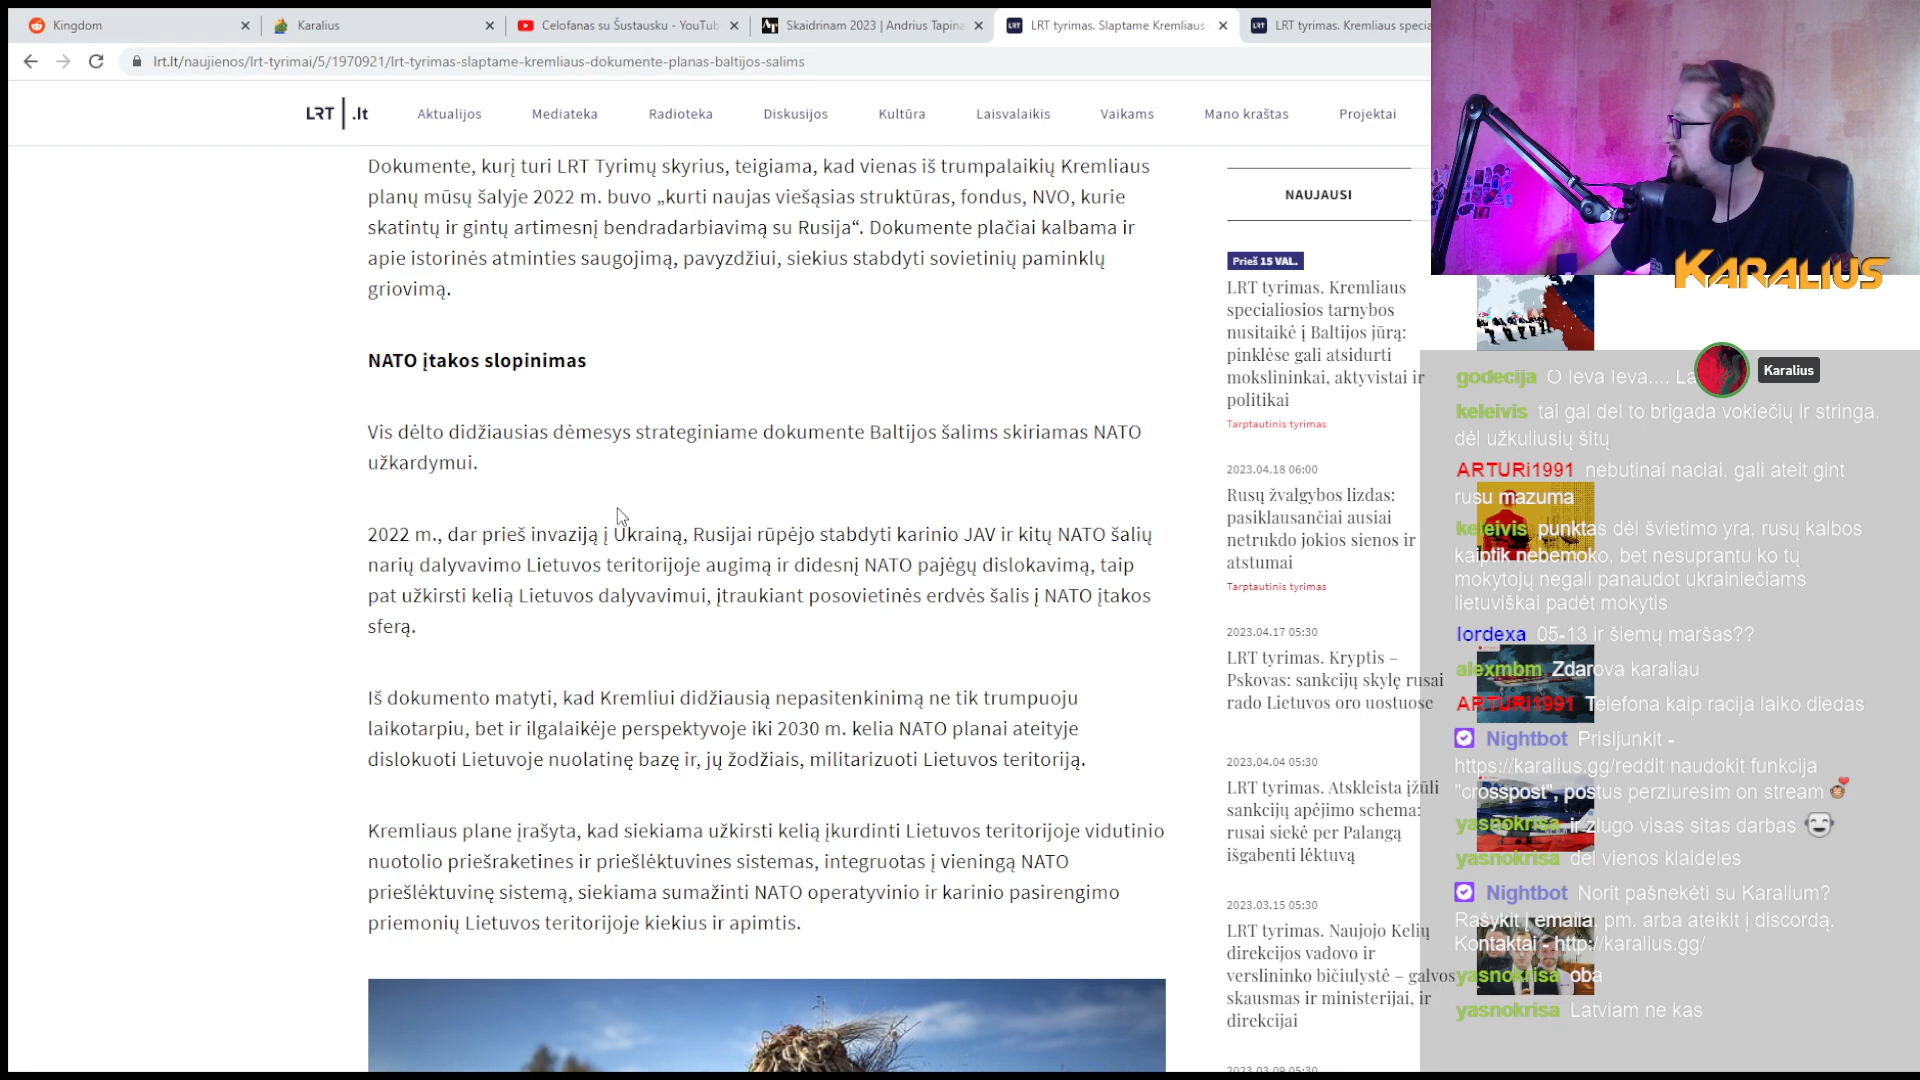 Kingdom
Karalius
Celofanas su Šustausku - YouTub
Skaidrinam 2023 | Andrius Tapina
LRT tyrimas. Slaptame Kremliaus
LRT tyrimas. Kremliaus specia
lrt.lt/naujienos/lrt-tyrimai/5/1970921/lrt-tyrimas-slaptame-kremliaus-dokumente-planas-baltijos-salims
LRT .lt Aktualijos Mediateka Radioteka Diskusijos Kultūra Laisvalaikis Vaikams Mano kraštas Projektai
Dokumente, kurį turi LRT Tyrimų skyrius, teigiama, kad vienas iš trumpalaikių Kremliaus
planų mūsų šalyje 2022 m. buvo „kurti naujas viešąsias struktūras, fondus, NVO, kurie
skatintų ir gintų artimesnį bendradarbiavimą su Rusija“. Dokumente plačiai kalbama ir
apie istorinės atminties saugojimą, pavyzdžiui, siekius stabdyti sovietinių paminklų
griovimą.
NATO įtakos slopinimas
Vis dėlto didžiausias dėmesys strateginiame dokumente Baltijos šalims skiriamas NATO
užkardymui.
2022 m., dar prieš invaziją į Ukrainą, Rusijai rūpėjo stabdyti karinio JAV ir kitų NATO šalių
narių dalyvavimo Lietuvos teritorijoje augimą ir didesnį NATO pajėgų dislokavimą, taip
pat užkirsti kelią Lietuvos dalyvavimui, įtraukiant posovietinės erdvės šalis į NATO įtakos
sferą.
Iš dokumento matyti, kad Kremliui didžiausią nepasitenkinimą ne tik trumpuoju
laikotarpiu, bet ir ilgalaikėje perspektyvoje iki 2030 m. kelia NATO planai ateityje
dislokuoti Lietuvoje nuolatinę bazę ir, jų žodžiais, militarizuoti Lietuvos teritoriją.
Kremliaus plane įrašyta, kad siekiama užkirsti kelią įkurdinti Lietuvos teritorijoje vidutinio
nuotolio priešraketines ir priešlėktuvines sistemas, integruotas į vieningą NATO
priešlėktuvinę sistemą, siekiama sumažinti NATO operatyvinio ir karinio pasirengimo
priemonių Lietuvos teritorijoje kiekius ir apimtis.
NAUJAUSI
Prieš 15 VAL.
LRT tyrimas. Kremliaus
specialiosios tarnybos
nusitaikė į Baltijos jūrą:
pinklėse gali atsidurti
mokslininkai, aktyvistai ir
politikai
Tarptautinis tyrimas
2023.04.18 06:00
Rusų žvalgybos lizdas:
pasiklausančiai ausiai
netrukdo jokios sienos ir
atstumai
Tarptautinis tyrimas
2023.04.17 05:30
LRT tyrimas. Kryptis –
Pskovas: sankcijų skylę rusai
rado Lietuvos oro uostuose
2023.04.04 05:30
LRT tyrimas. Atskleista įžūli
sankcijų apėjimo schema:
rusai siekė per Palangą
išgabenti lėktuvą
2023.03.15 05:30
LRT tyrimas. Naujojo Kelių
direkcijos vadovo ir
verslininko bičiulystė – galvos
skausmas ir ministerijai, ir
direkcijai
2023.03.09 05:30
KARALIUS
Karalius
godecija O Ieva Ieva.... La
keleivis tai gal del to brigada vokiečių ir stringa,
dėl užkuliusių šitų
ARTURi1991 nebutinai naciai. gali ateit gint
rusu mazuma
keleivis punktas dėl švietimo yra, rusų kalbos
kaiptik nebemoko, bet nesuprantu ko tų
mokytojų negali panaudot ukrainiečiams
lietuviškai padėt mokytis
lordexa 05-13 ir šiemų maršas??
alexmbm Zdarova karaliau
ARTURi1991 Telefona kaip racija laiko diedas
Nightbot Prisijunkit -
https://karalius.gg/reddit naudokit funkcija
"crosspost", postus perziuresim on stream
yasnokrisa ir zlugo visas sitas darbas
yasnokrisa del vienos klaideles
Nightbot Norit pašnekėti su Karalium?
Rašykit į emailą, pm. arba ateikit į discordą.
Kontaktai - http://karalius.gg/
yasnokrisa oba
yasnokrisa Latviam ne kas